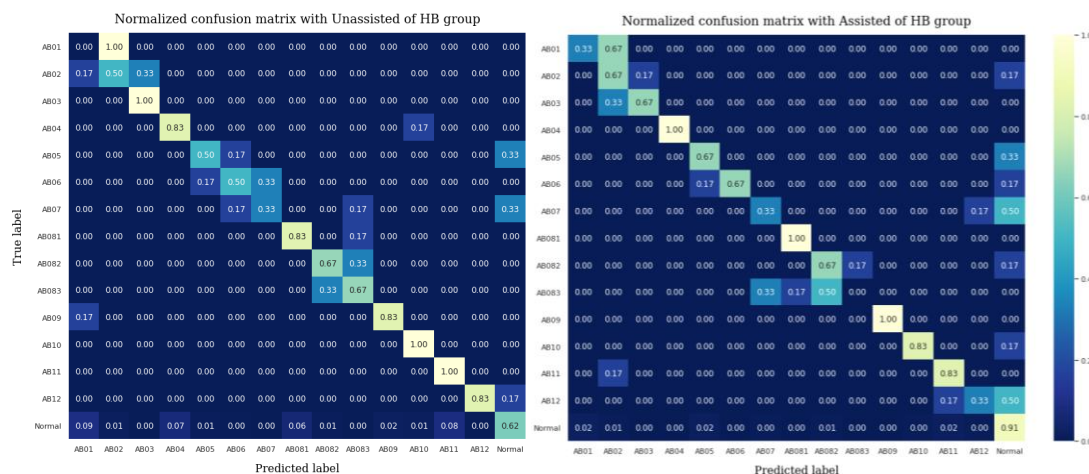 Normalized confusion matrix with Unassisted of HB group
True label
AB01 0.00 1.00 0.00 0.00 0.00 0.00 0.00 0.00 0.00 0.00 0.00 0.00 0.00 0.00 0.00
AB02 0.17 0.50 0.33 0.00 0.00 0.00 0.00 0.00 0.00 0.00 0.00 0.00 0.00 0.00 0.00
AB03 0.00 0.00 1.00 0.00 0.00 0.00 0.00 0.00 0.00 0.00 0.00 0.00 0.00 0.00 0.00
AB04 0.00 0.00 0.00 0.83 0.00 0.00 0.00 0.00 0.00 0.00 0.00 0.17 0.00 0.00 0.00
AB05 0.00 0.00 0.00 0.00 0.50 0.17 0.00 0.00 0.00 0.00 0.00 0.00 0.00 0.00 0.33
AB06 0.00 0.00 0.00 0.00 0.17 0.50 0.33 0.00 0.00 0.00 0.00 0.00 0.00 0.00 0.00
AB07 0.00 0.00 0.00 0.00 0.00 0.17 0.33 0.00 0.00 0.17 0.00 0.00 0.00 0.00 0.33
AB081 0.00 0.00 0.00 0.00 0.00 0.00 0.00 0.83 0.00 0.17 0.00 0.00 0.00 0.00 0.00
AB082 0.00 0.00 0.00 0.00 0.00 0.00 0.00 0.00 0.67 0.33 0.00 0.00 0.00 0.00 0.00
AB083 0.00 0.00 0.00 0.00 0.00 0.00 0.00 0.00 0.33 0.67 0.00 0.00 0.00 0.00 0.00
AB09 0.17 0.00 0.00 0.00 0.00 0.00 0.00 0.00 0.00 0.00 0.83 0.00 0.00 0.00 0.00
AB10 0.00 0.00 0.00 0.00 0.00 0.00 0.00 0.00 0.00 0.00 0.00 1.00 0.00 0.00 0.00
AB11 0.00 0.00 0.00 0.00 0.00 0.00 0.00 0.00 0.00 0.00 0.00 0.00 1.00 0.00 0.00
AB12 0.00 0.00 0.00 0.00 0.00 0.00 0.00 0.00 0.00 0.00 0.00 0.00 0.00 0.83 0.17
Normal 0.09 0.01 0.00 0.07 0.01 0.00 0.00 0.06 0.01 0.00 0.02 0.01 0.08 0.00 0.62
AB01 AB02 AB03 AB04 AB05 AB06 AB07 AB081 AB082 AB083 AB09 AB10 AB11 AB12 Normal
Predicted label
Normalized confusion matrix with Assisted of HB group
AB01 0.33 0.67 0.00 0.00 0.00 0.00 0.00 0.00 0.00 0.00 0.00 0.00 0.00 0.00 0.00
AB02 0.00 0.67 0.17 0.00 0.00 0.00 0.00 0.00 0.00 0.00 0.00 0.00 0.00 0.00 0.17
AB03 0.00 0.33 0.67 0.00 0.00 0.00 0.00 0.00 0.00 0.00 0.00 0.00 0.00 0.00 0.00
AB04 0.00 0.00 0.00 1.00 0.00 0.00 0.00 0.00 0.00 0.00 0.00 0.00 0.00 0.00 0.00
AB05 0.00 0.00 0.00 0.00 0.67 0.00 0.00 0.00 0.00 0.00 0.00 0.00 0.00 0.00 0.33
AB06 0.00 0.00 0.00 0.00 0.17 0.67 0.00 0.00 0.00 0.00 0.00 0.00 0.00 0.00 0.17
AB07 0.00 0.00 0.00 0.00 0.00 0.00 0.33 0.00 0.00 0.00 0.00 0.00 0.00 0.17 0.50
AB081 0.00 0.00 0.00 0.00 0.00 0.00 0.00 1.00 0.00 0.00 0.00 0.00 0.00 0.00 0.00
AB082 0.00 0.00 0.00 0.00 0.00 0.00 0.00 0.00 0.67 0.17 0.00 0.00 0.00 0.00 0.17
AB083 0.00 0.00 0.00 0.00 0.00 0.00 0.33 0.17 0.50 0.00 0.00 0.00 0.00 0.00 0.00
AB09 0.00 0.00 0.00 0.00 0.00 0.00 0.00 0.00 0.00 0.00 1.00 0.00 0.00 0.00 0.00
AB10 0.00 0.00 0.00 0.00 0.00 0.00 0.00 0.00 0.00 0.00 0.00 0.83 0.00 0.00 0.17
AB11 0.00 0.17 0.00 0.00 0.00 0.00 0.00 0.00 0.00 0.00 0.00 0.00 0.83 0.00 0.00
AB12 0.00 0.00 0.00 0.00 0.00 0.00 0.00 0.00 0.00 0.00 0.00 0.00 0.17 0.33 0.50
Normal 0.02 0.01 0.00 0.00 0.02 0.00 0.00 0.00 0.01 0.00 0.01 0.00 0.02 0.00 0.91
AB01 AB02 AB03 AB04 AB05 AB06 AB07 AB081 AB082 AB083 AB09 AB10 AB11 AB12 Normal
Predicted label